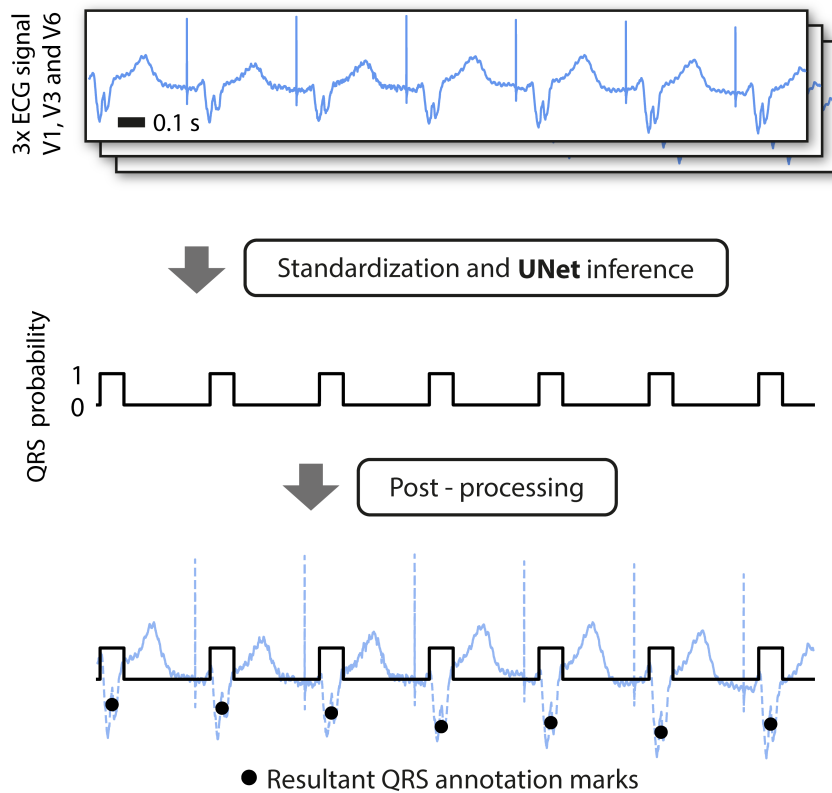 3x ECG signal
V1, V3 and V6
0.1 s
Standardization and UNet inference
QRS probability
1
0
Post - processing
Resultant QRS annotation marks